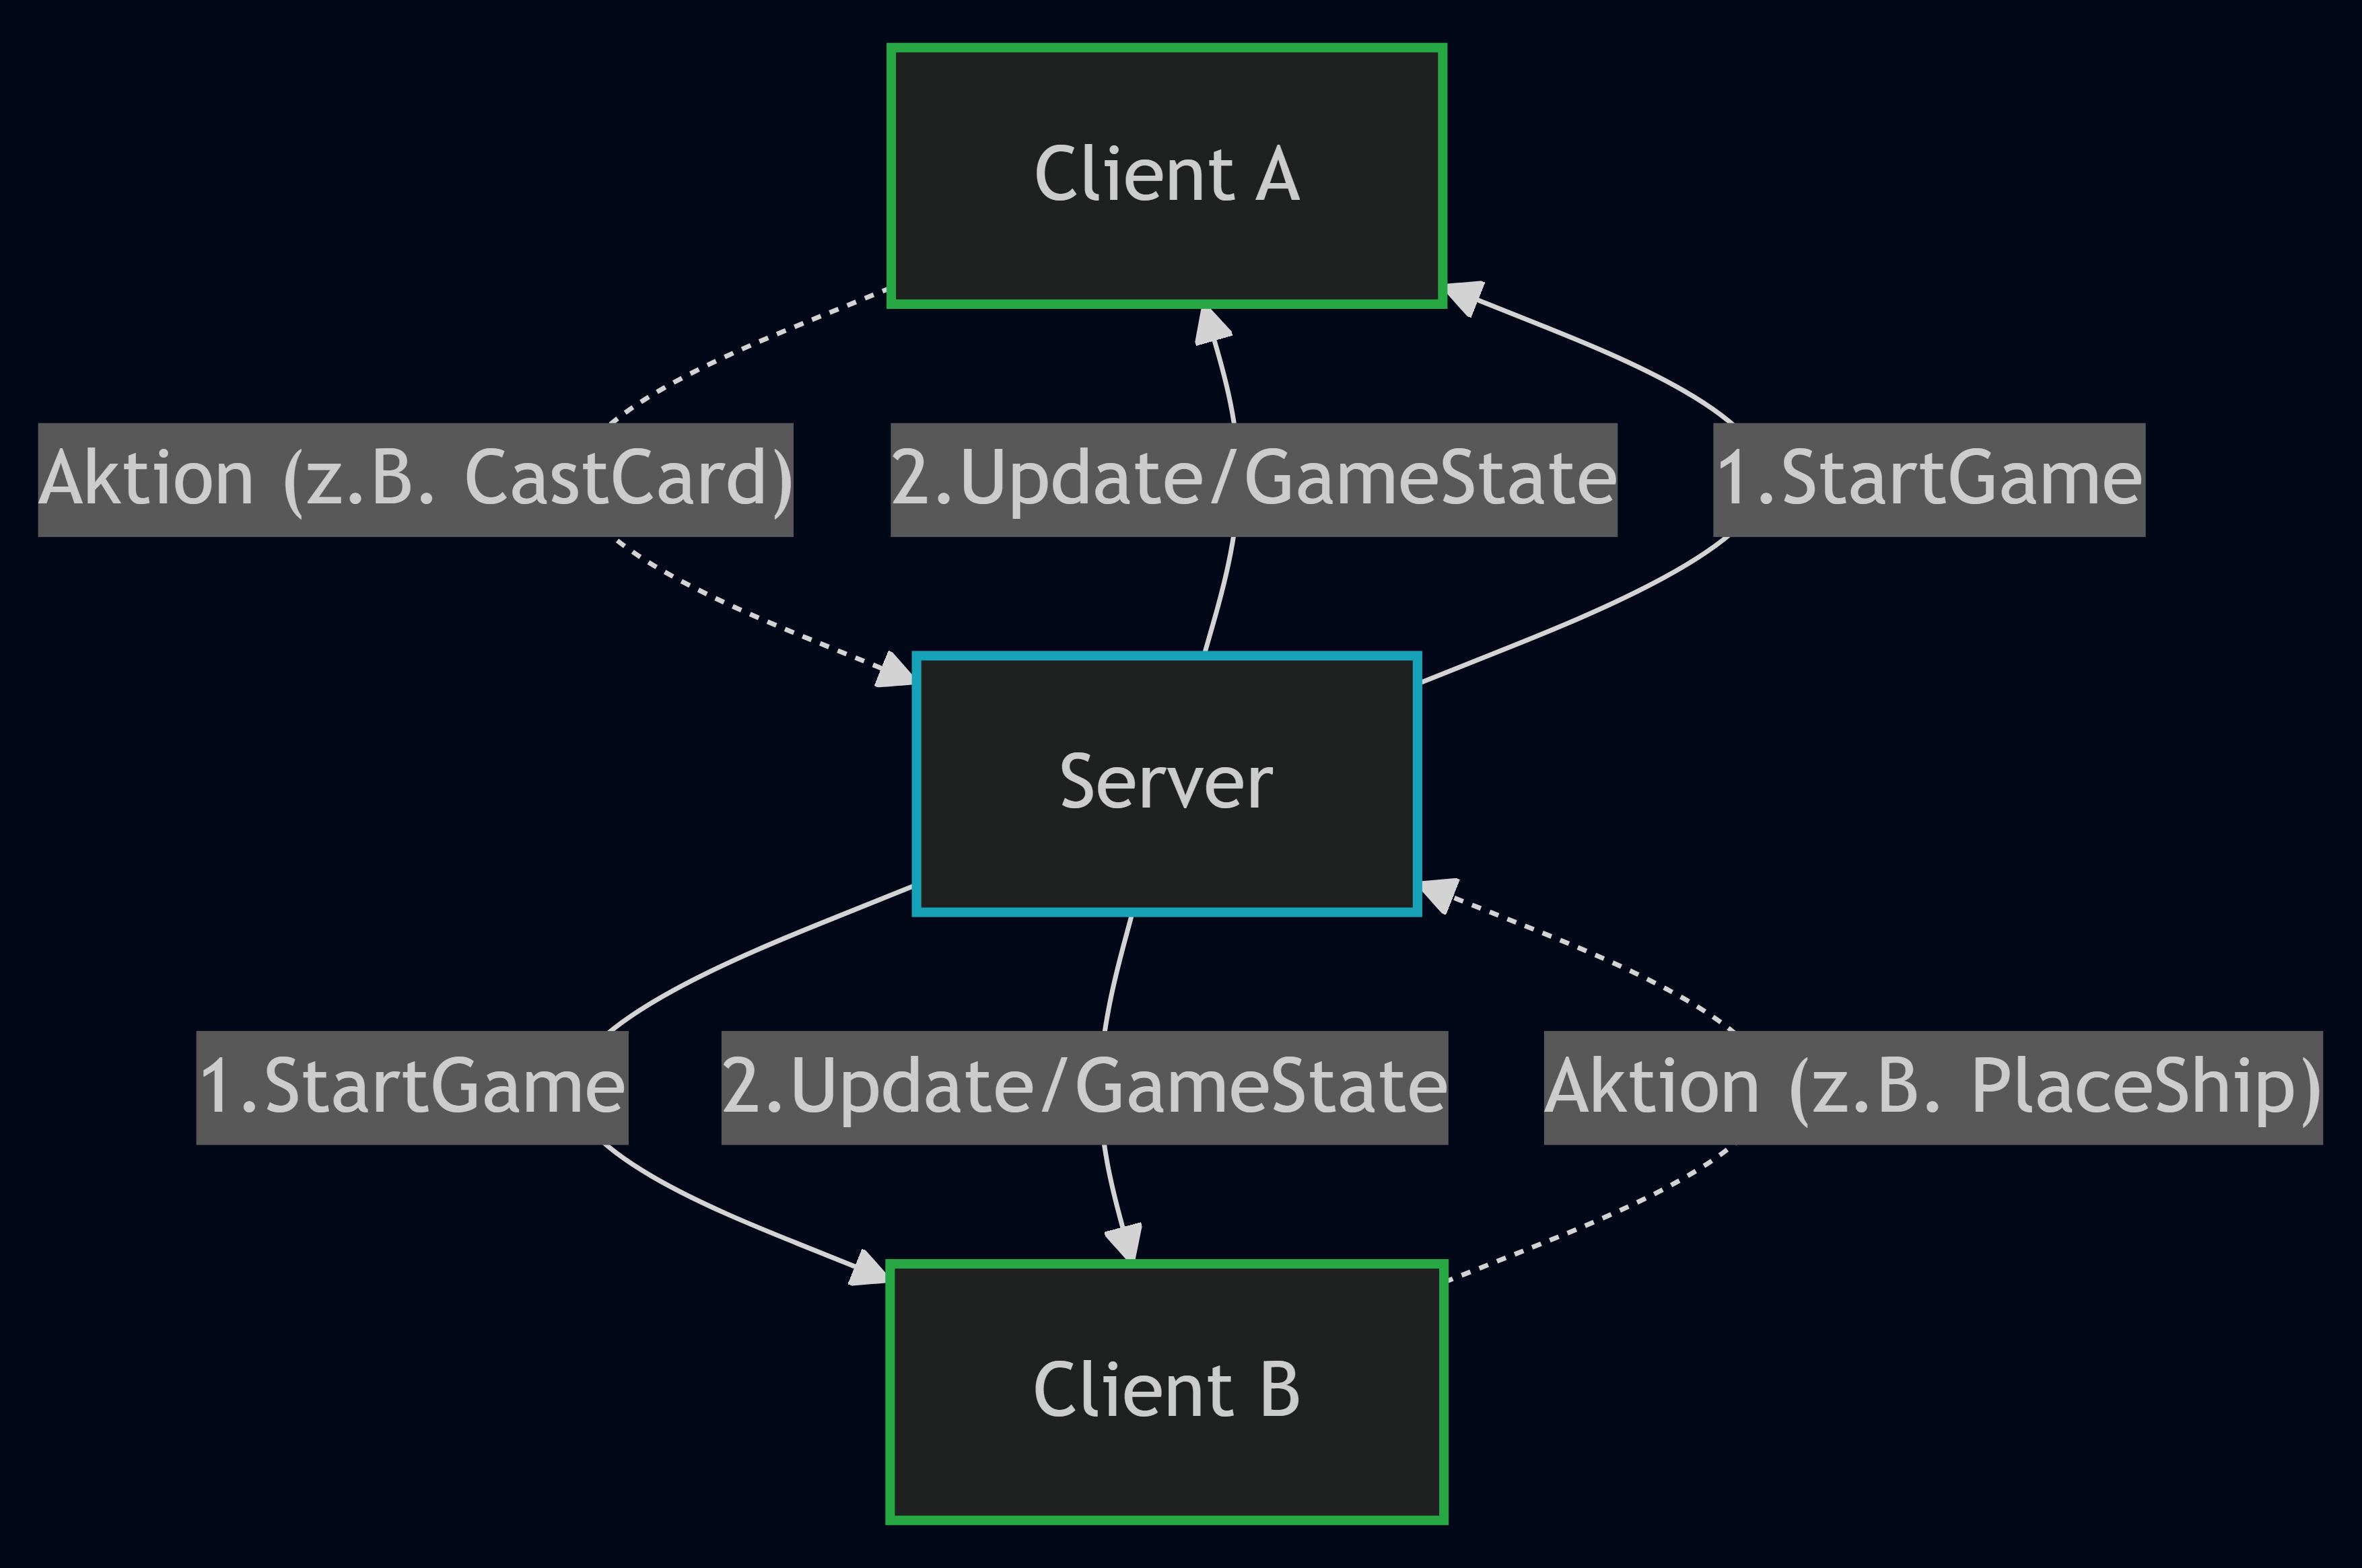 Client A
Aktion (z.B. CastCard)
2.Update/GameState
1.StartGame
Server
1.StartGame
2.Update/GameState
Aktion (z.B. PlaceShip)
Client B